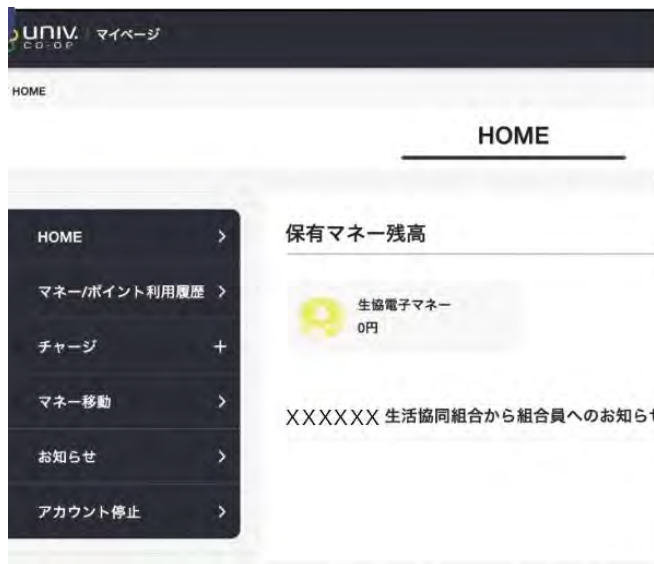 UNIV. マイページ
CO-OP
HOME
HOME
HOME
マネー/ポイント利用履歴
チャージ
マネー移動
お知らせ
アカウント停止
保有マネー残高
生協電子マネー
0円
XXXXXX 生活協同組合から組合員へのお知らせ